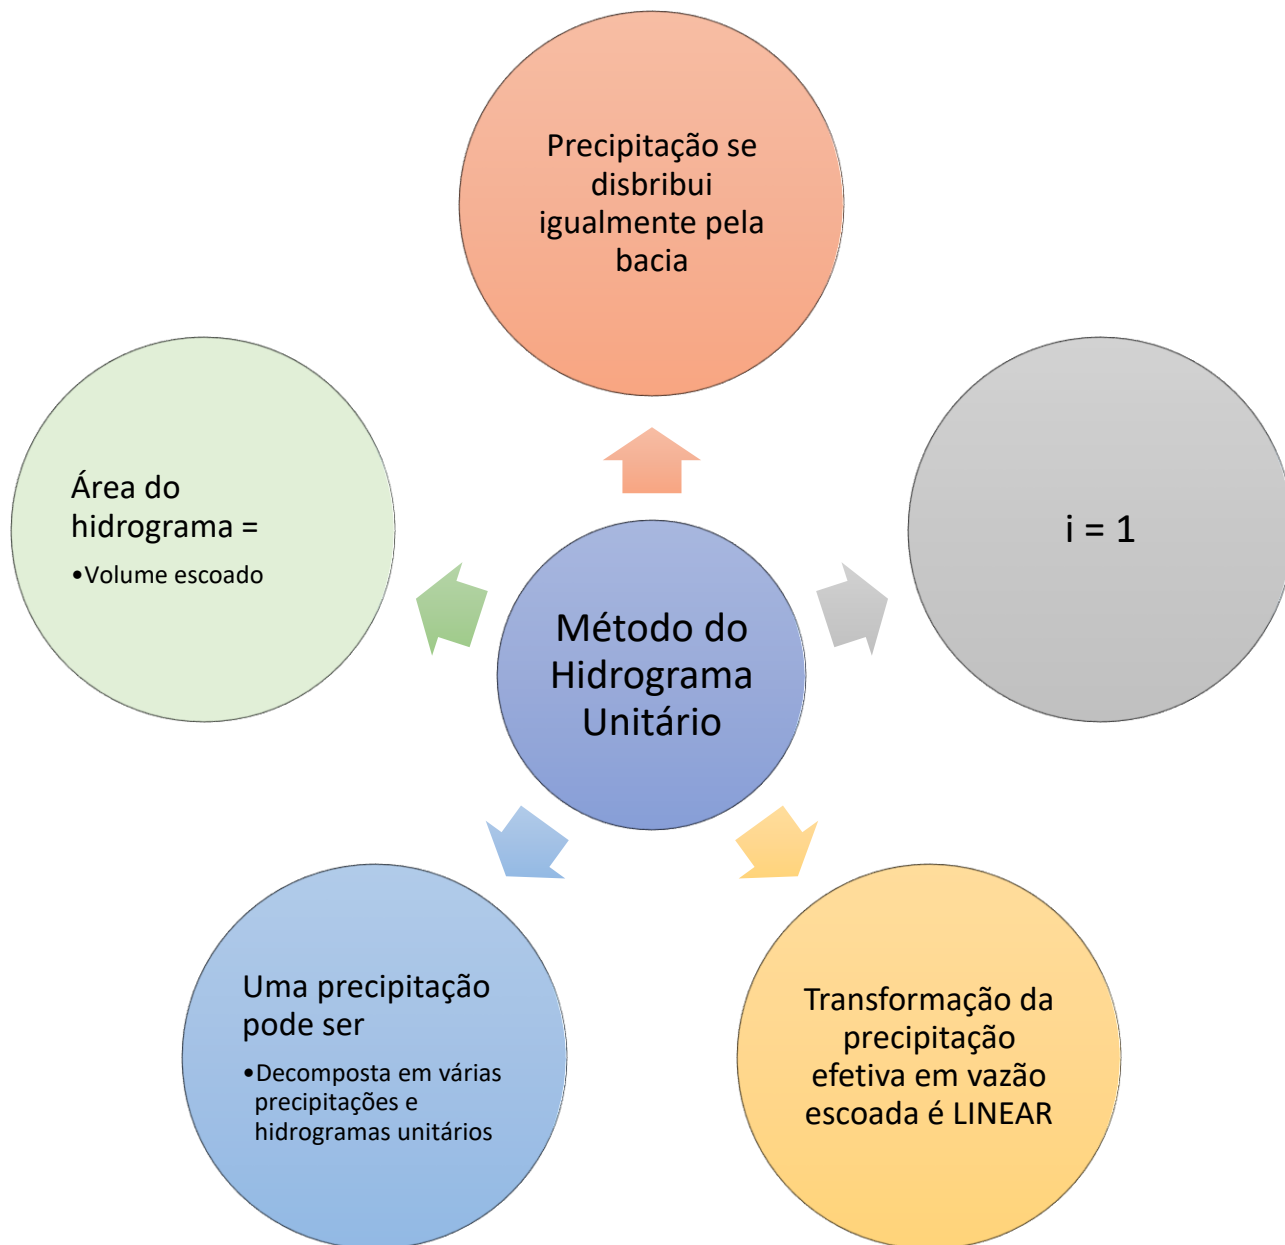 Precipitação se
disbribui
igualmente pela
bacia
i = 1
Transformação da
precipitação
efetiva em vazão
escoada é LINEAR
Uma precipitação
pode ser
•Decomposta em várias
precipitações e
hidrogramas unitários
Área do
hidrograma =
•Volume escoado
Método do
Hidrograma
Unitário